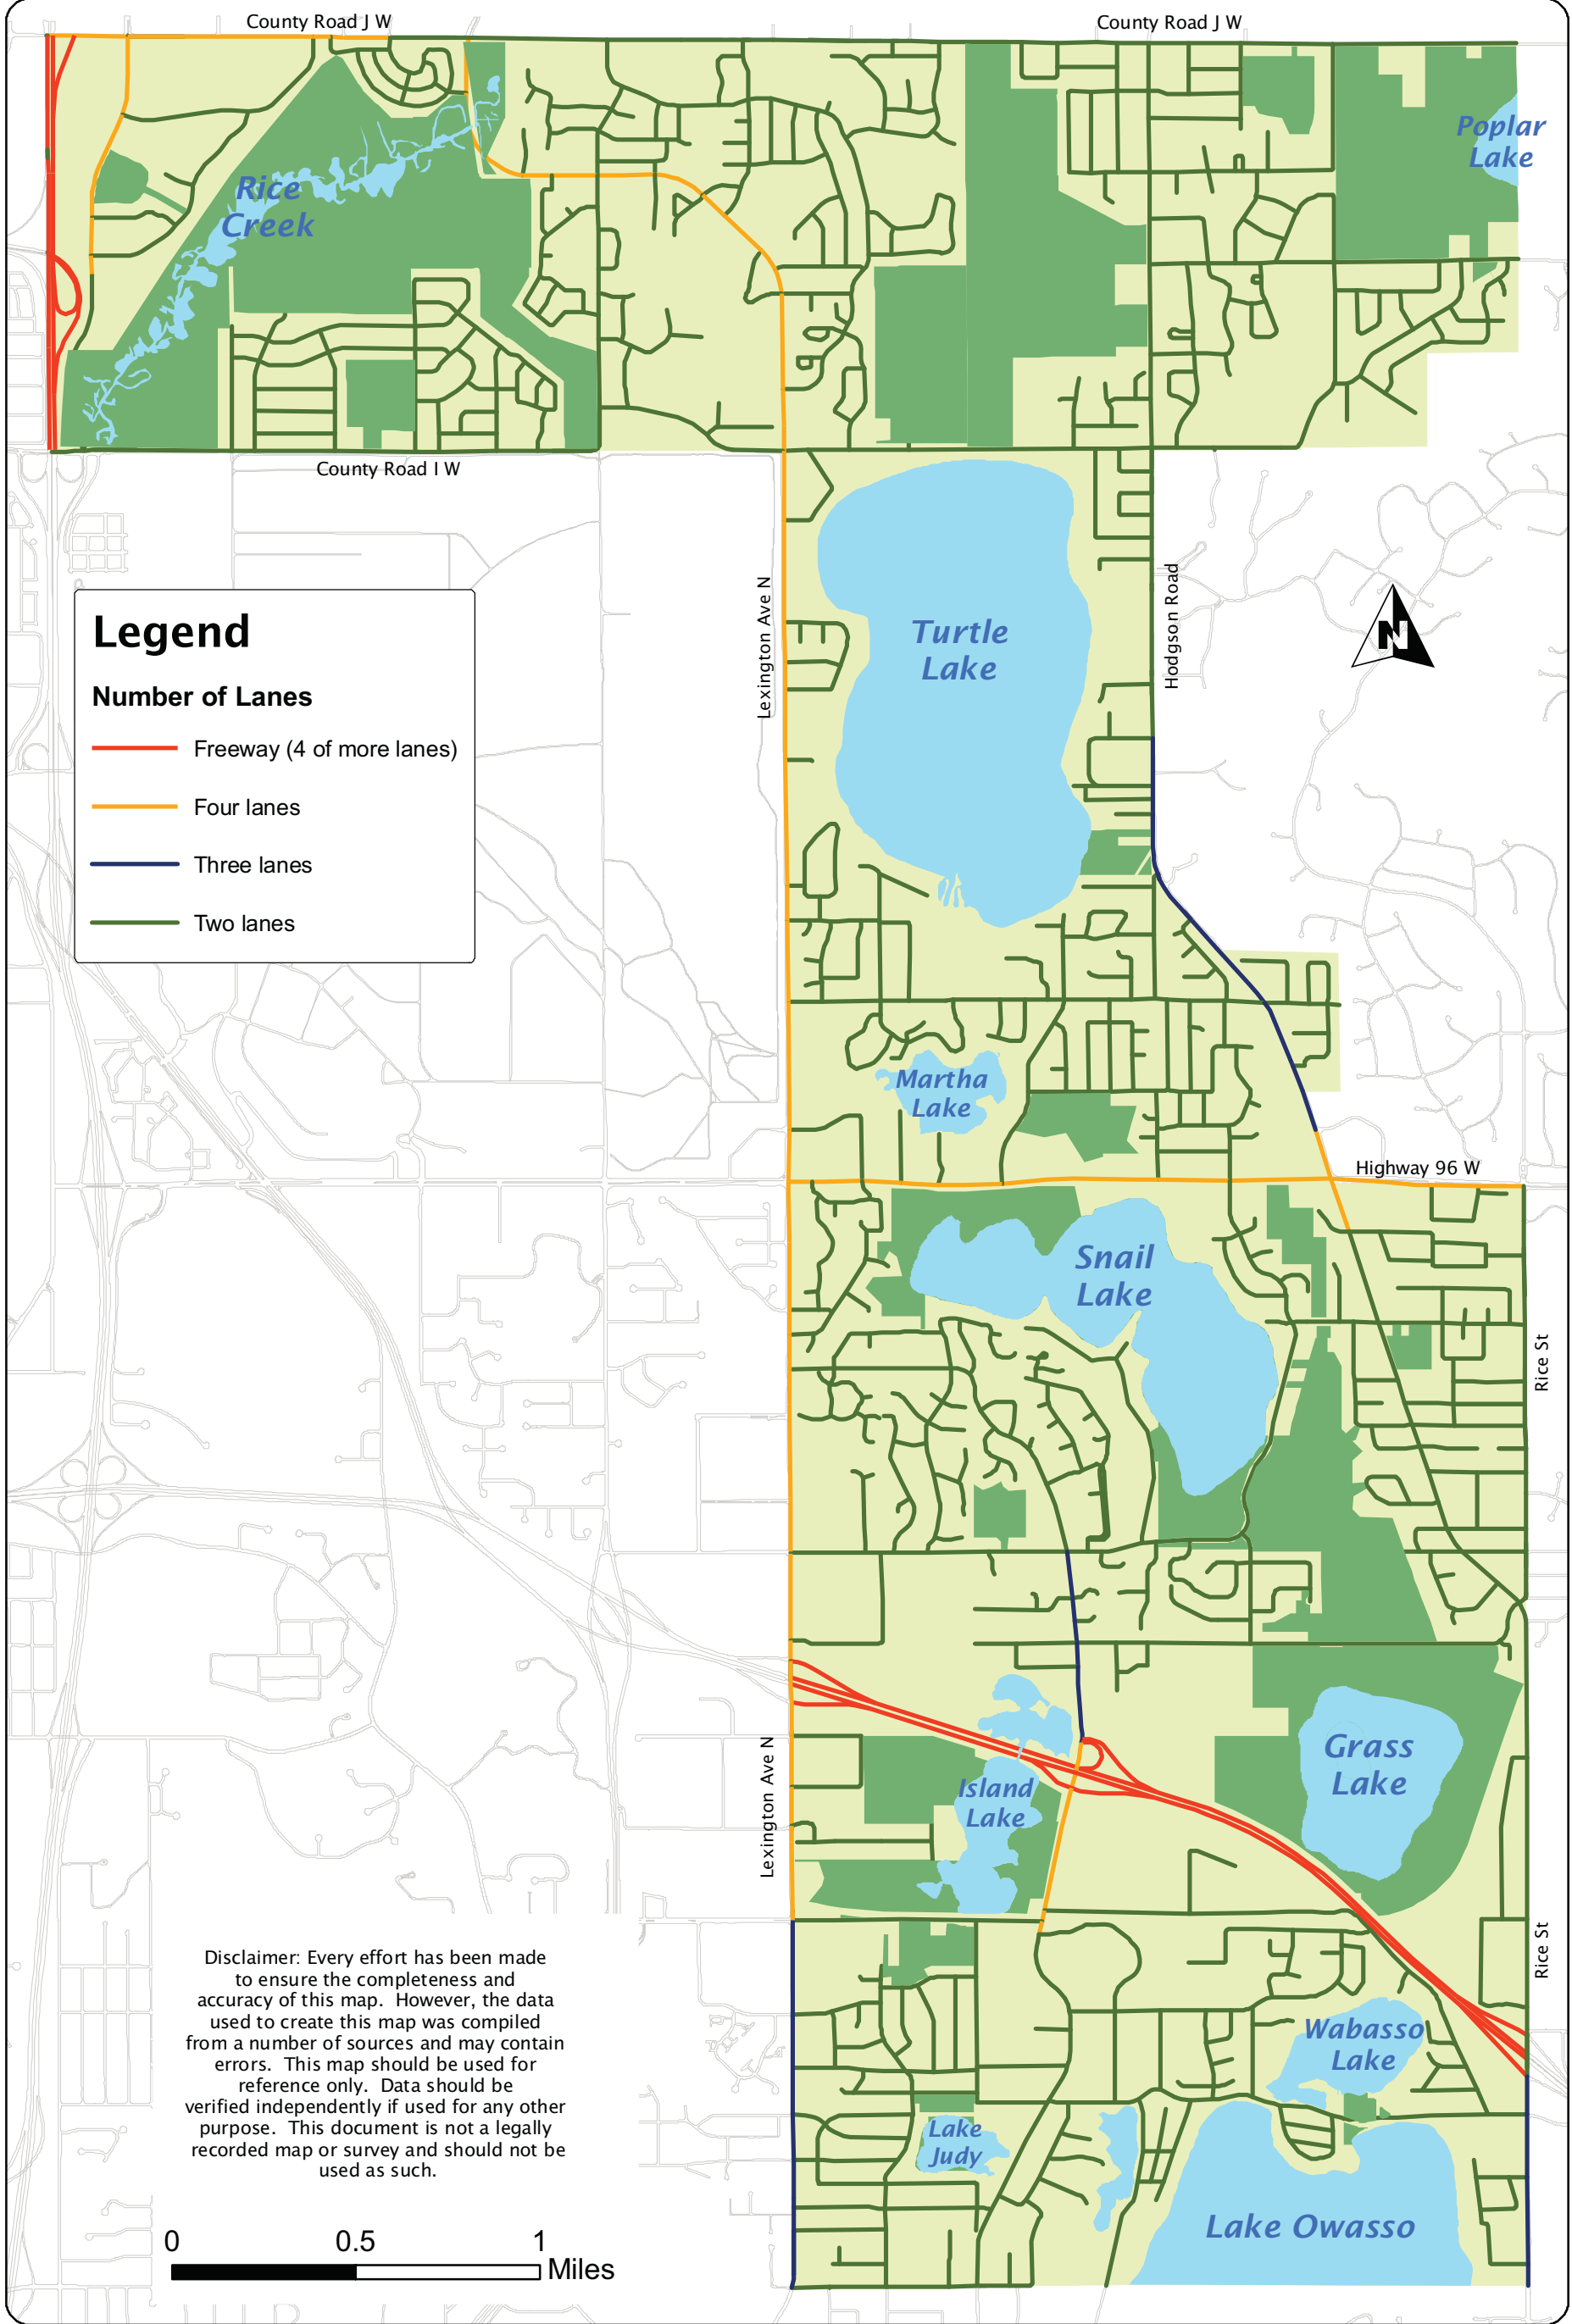 County Road J W
County Road J W
Poplar
Lake
Rice
Creek
County Road I W
Lexington Ave N
Hodgson Road
Turtle
Lake
N
Legend
Number of Lanes
Freeway (4 of more lanes)
Four lanes
Three lanes
Two lanes
Martha
Lake
Highway 96 W
Snail
Lake
Rice St
Grass
Lake
Island
Lake
Lexington Ave N
Rice St
Disclaimer: Every effort has been made
to ensure the completeness and
accuracy of this map. However, the data
used to create this map was compiled
from a number of sources and may contain
errors. This map should be used for
reference only. Data should be
verified independently if used for any other
purpose. This document is not a legally
recorded map or survey and should not be
used as such.
Wabasso
Lake
Lake
Judy
Lake Owasso
0 0.5 1
Miles